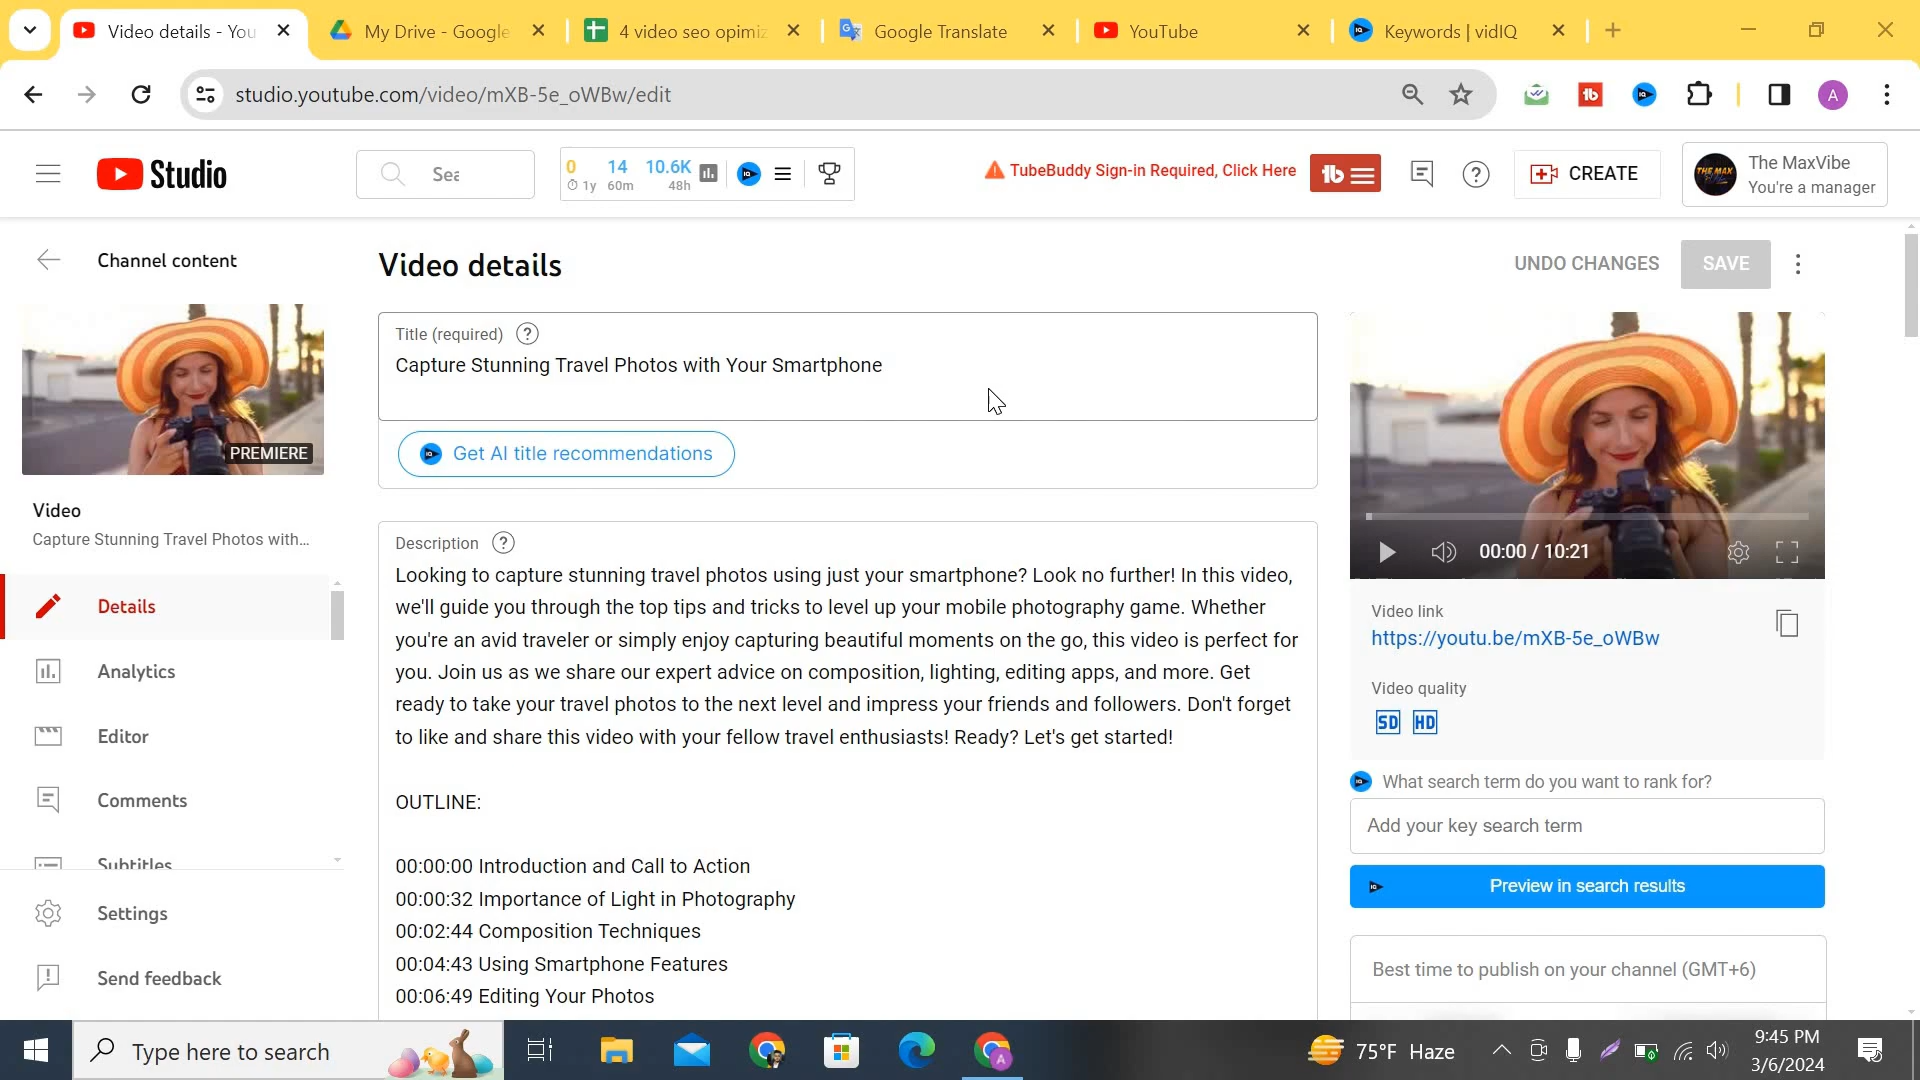 Video details - You
My Drive - Google
4 video seo opimiz
Google Translate
YouTube
Keywords | vidIQ
studio.youtube.com/video/mXB-5e_oWBw/edit
A
Studio
Sea
0 14 10.6K
1y 60m 48h
TubeBuddy Sign-in Required, Click Here
CREATE
THE MAX
The MaxVibe
You're a manager
Channel content
Video details
UNDO CHANGES
SAVE
PREMIERE
Title (required)
Capture Stunning Travel Photos with Your Smartphone
Get AI title recommendations
Video
Capture Stunning Travel Photos with...
Details
Analytics
Editor
Comments
Subtitles
Settings
Send feedback
Description
Looking to capture stunning travel photos using just your smartphone? Look no further! In this video,
we'll guide you through the top tips and tricks to level up your mobile photography game. Whether
you're an avid traveler or simply enjoy capturing beautiful moments on the go, this video is perfect for
you. Join us as we share our expert advice on composition, lighting, editing apps, and more. Get
ready to take your travel photos to the next level and impress your friends and followers. Don't forget
to like and share this video with your fellow travel enthusiasts! Ready? Let's get started!
OUTLINE:
00:00:00 Introduction and Call to Action
00:00:32 Importance of Light in Photography
00:02:44 Composition Techniques
00:04:43 Using Smartphone Features
00:06:49 Editing Your Photos
00:00 / 10:21
Video link
https://youtu.be/mXB-5e_oWBw
Video quality
SD HD
What search term do you want to rank for?
Add your key search term
Preview in search results
Best time to publish on your channel (GMT+6)
Type here to search
75°F Haze
9:45 PM
3/6/2024